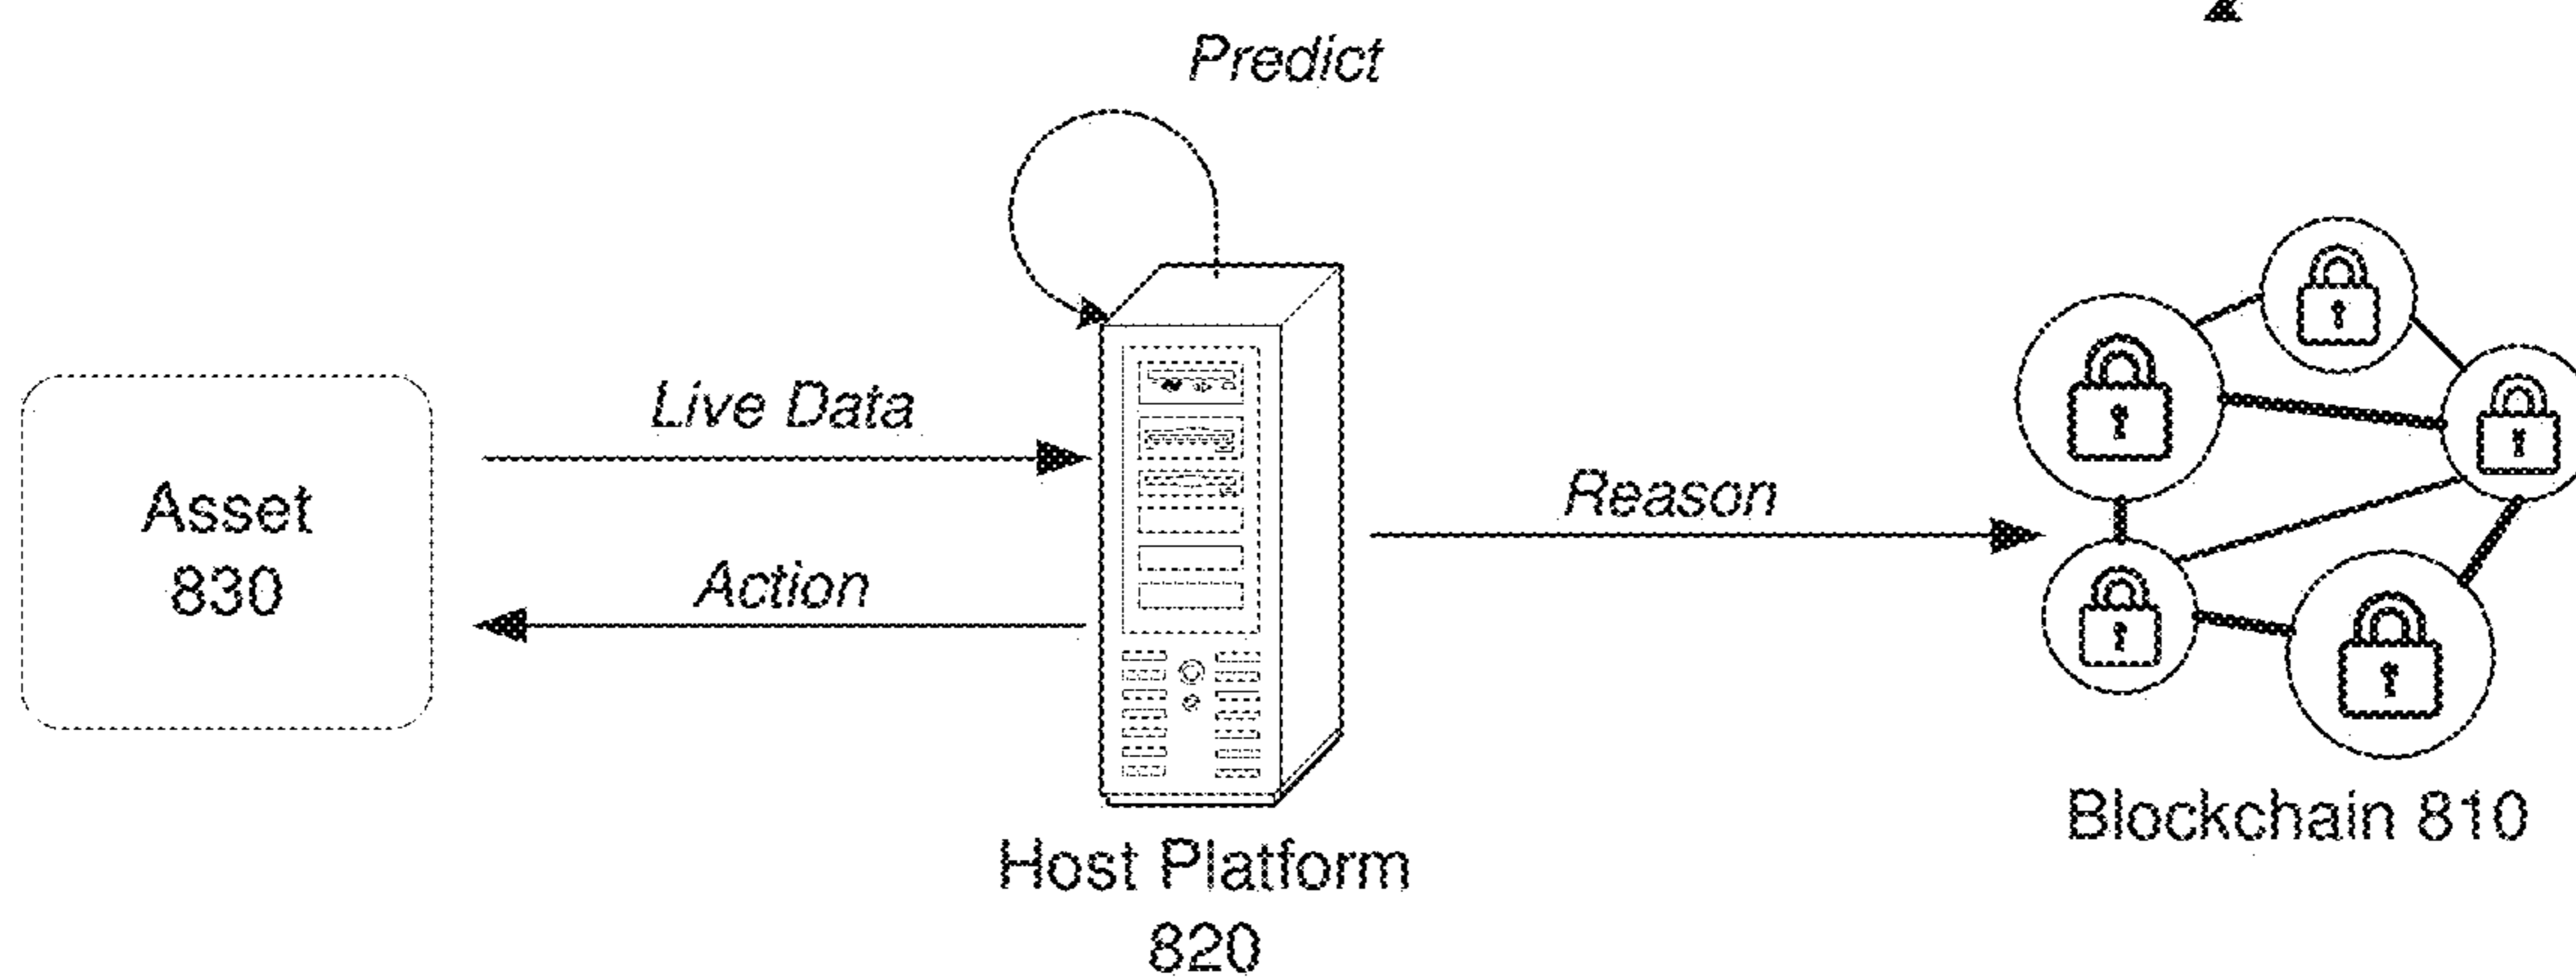 Predict
Live Data
Asset
830
Action
Reason
Host Platform
820
Blockchain 810